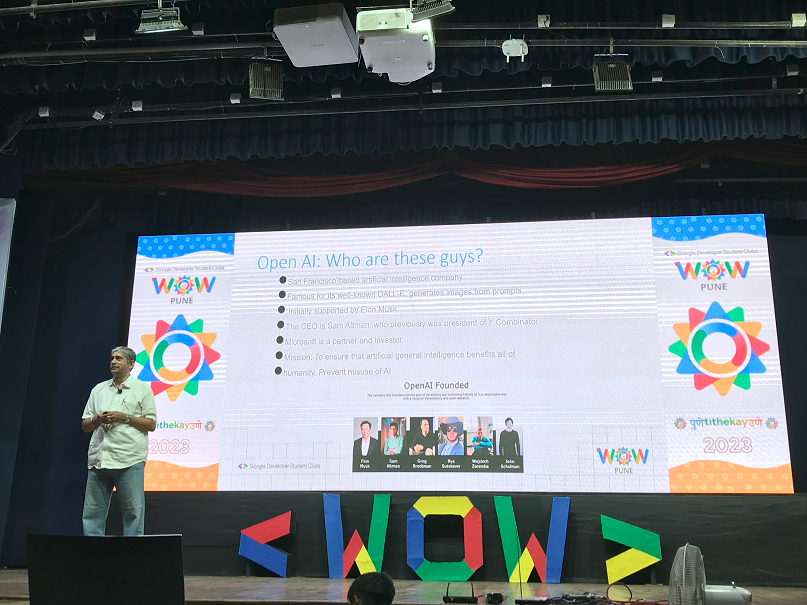 Open AI: Who are these guys?
San Francisco-based artificial intelligence company
Famous for its well-known DALL-E, generates images from prompts
Initially supported by Elon Musk
The CEO is Sam Altman, who previously was president of Y Combinator
Microsoft is a partner and investor.
Mission: To ensure that artificial general intelligence benefits all of
humanity. Prevent misuse of AI
OpenAI Founded
Elon Musk
Sam Altman
Greg Brockman
Wojciech Zaremba
John Schulman
Google Developer Student Clubs
WOW
PUNE
Google Developer Student Clubs
WOW
PUNE
पुणेtithekayउणे
2023
Google Developer Student Clubs
WOW
PUNE
tithekayउणे
2023
<WOW>